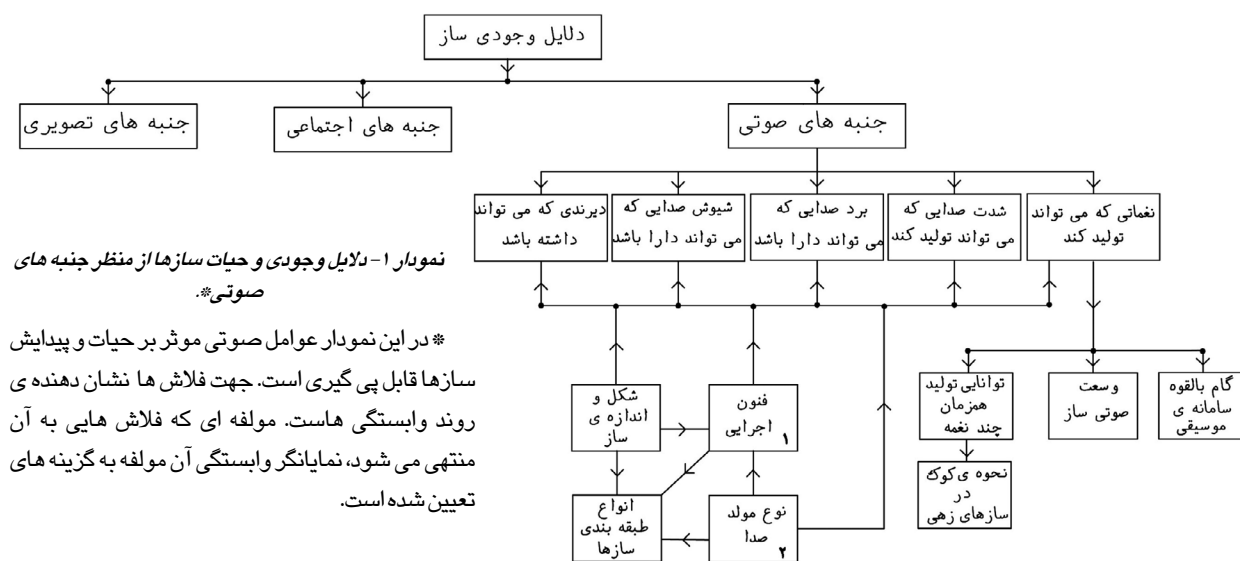 دلایل وجودی ساز
جنبه های صوتی
جنبه های اجتماعی
جنبه های تصویری
نغماتی که می تواند
تولید کند
شدت صدایی که
می تواند تولید کند
برد صدایی که
می تواند دارا باشد
شیوش صدایی که
می تواند دارا باشد
دیرندی که می تواند
داشته باشد
نمودار ۱- دلایل وجودی و حیات سازها از منظر جنبه های
صوتی*.
* در این نمودار عوامل صوتی موثر بر حیات و پیدایش
سازها قابل پی گیری است. جهت فلاش ها نشان دهنده ی
روند وابستگی هاست. مولفه ای که فلاش هایی به آن
منتهی می شود، نمایانگر وابستگی آن مولفه به گزینه های
تعیین شده است.
گام بالقوه
سامانه ی
موسیقی
وسعت
صوتی ساز
توانایی تولید
همزمان
چند نغمه
نحوه ی کوک
در
سازهای زهی
فنون
اجرایی
۱
شکل و
اندازه ی
ساز
نوع مولد
صدا
۲
انواع
طبقه بندی
سازها